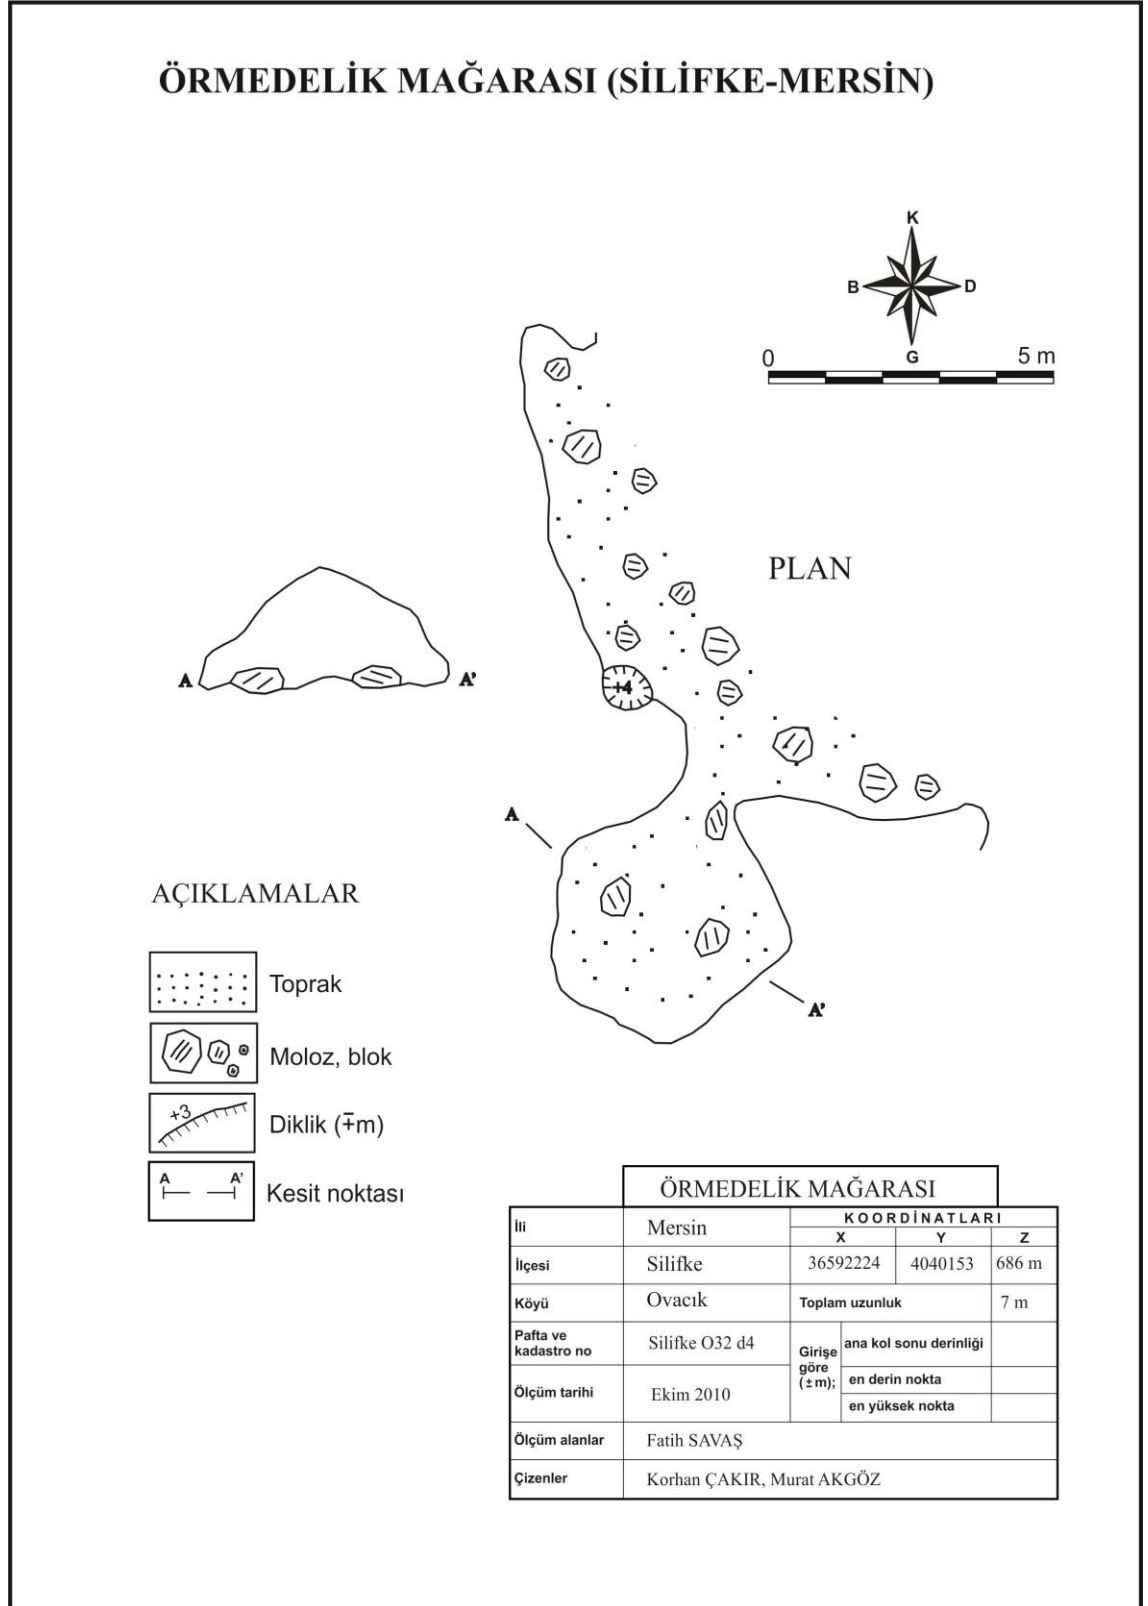 ÖRMEDELİK MAĞARASI (SİLİFKE-MERSİN)
K
B D
G
0 5 m
PLAN
+4
A A'
A
A'
AÇIKLAMALAR
Toprak
Moloz, blok
+3
Diklik (∓m)
A A'
Kesit noktası
ÖRMEDELİK MAĞARASI
İli Mersin KOORDİNATLARI
X Y Z
İlçesi Silifke 36592224 4040153 686 m
Köyü Ovacık Toplam uzunluk 7 m
Pafta ve
kadastro no Silifke O32 d4
Girişe
göre
(±m);
ana kol sonu derinliği
en derin nokta
en yüksek nokta
Ölçüm tarihi Ekim 2010
Ölçüm alanlar Fatih SAVAŞ
Çizenler Korhan ÇAKIR, Murat AKGÖZ